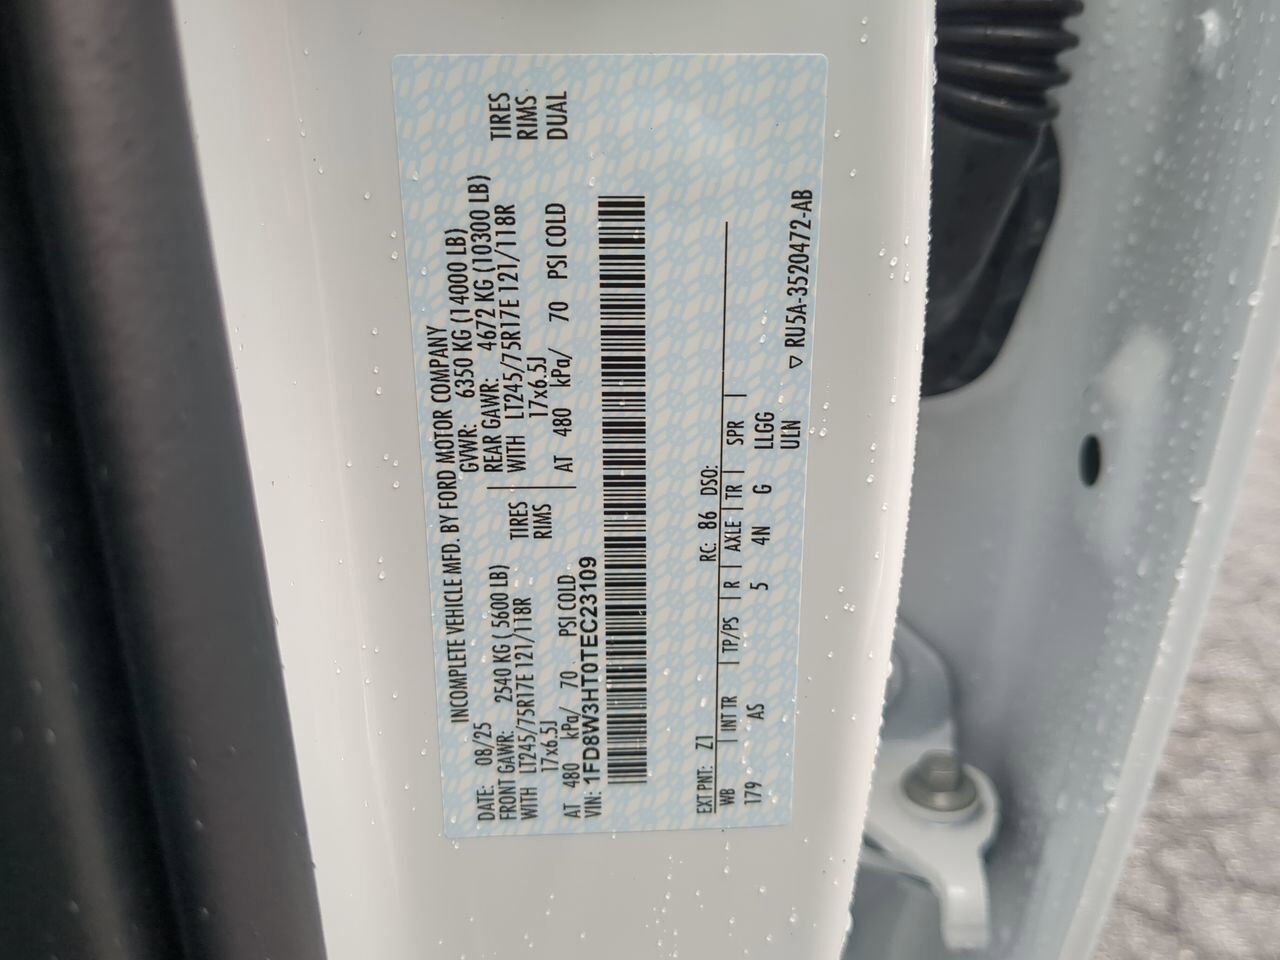 INCOMPLETE VEHICLE MFD. BY FORD MOTOR COMPANY
DATE: 08/25 GVWR: 6350 KG (14000 LB)
FRONT GAWR: 2540 KG ( 5600 LB) REAR GAWR: 4672 KG (10300 LB)
WITH LT245/75R17E 121/118R TIRES WITH LT245/75R17E 121/118R TIRES
17x6.5J RIMS 17x6.5J RIMS
AT 480 kPa/ 70 PSI COLD AT 480 kPa/ 70 PSI COLD DUAL
VIN: 1FD8W3HT0TEC23109
EXT PNT: Z1 RC: 86 DSO:
WB | INT TR | TP/PS | R | AXLE | TR | SPR |
179 AS 5 4N G LLGG
ULN
▽ RU5A-3520472-AB